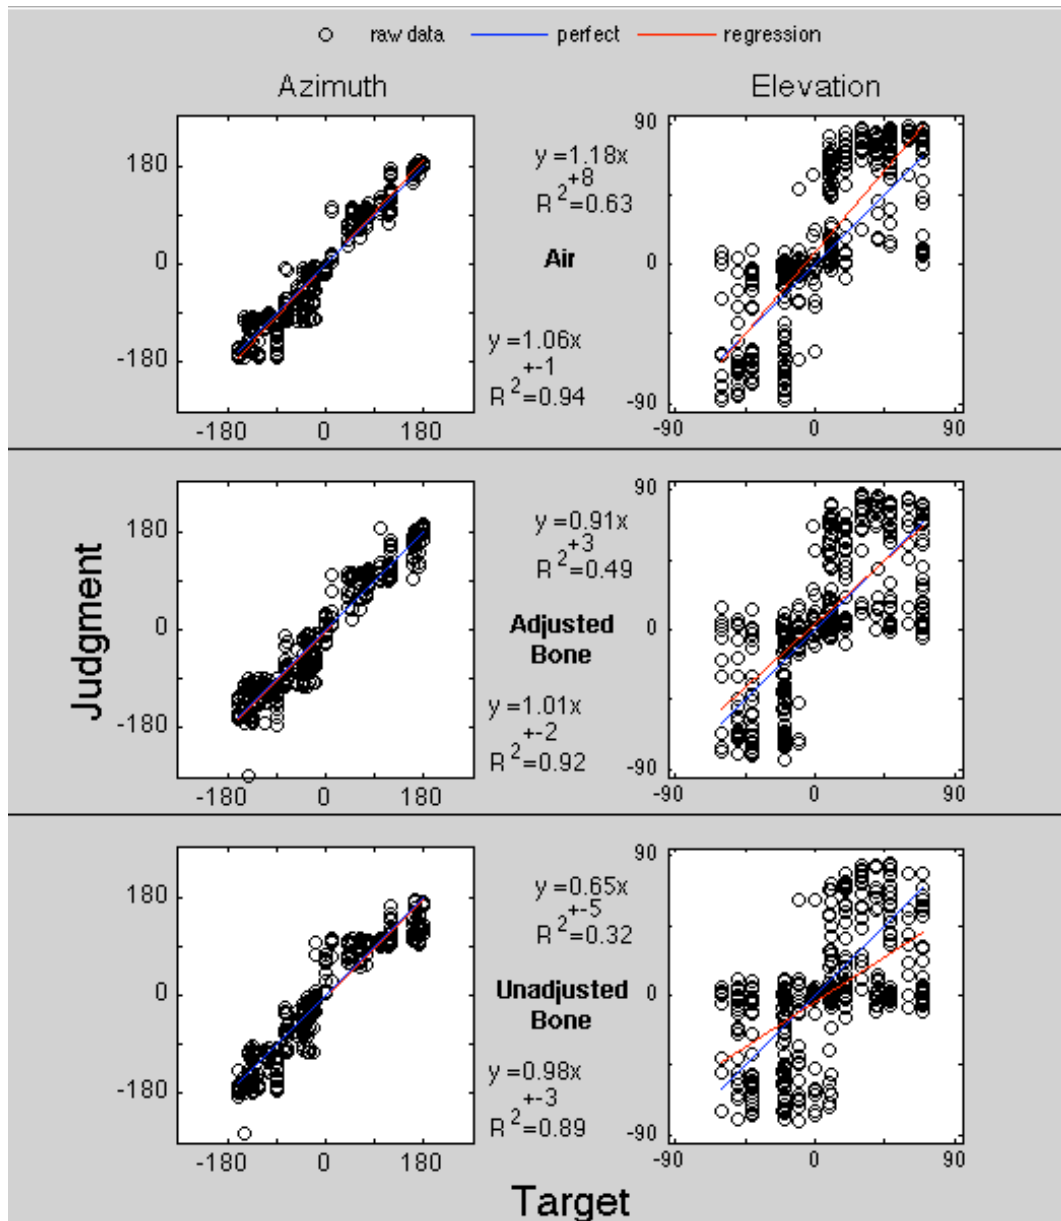 raw data perfect regression
Azimuth Elevation
180
0
-180
-180 0 180
y =1.18x
+8
R2=0.63
Air
y =1.06x
+-1
R2=0.94
90
0
-90
-90 0 90
Judgment
180
0
-180
-180 0 180
y =0.91x
+3
R2=0.49
Adjusted
Bone
y =1.01x
+-2
R2=0.92
90
0
-90
-90 0 90
180
0
-180
-180 0 180
y =0.65x
+-5
R2=0.32
Unadjusted
Bone
y =0.98x
+-3
R2=0.89
90
0
-90
-90 0 90
Target